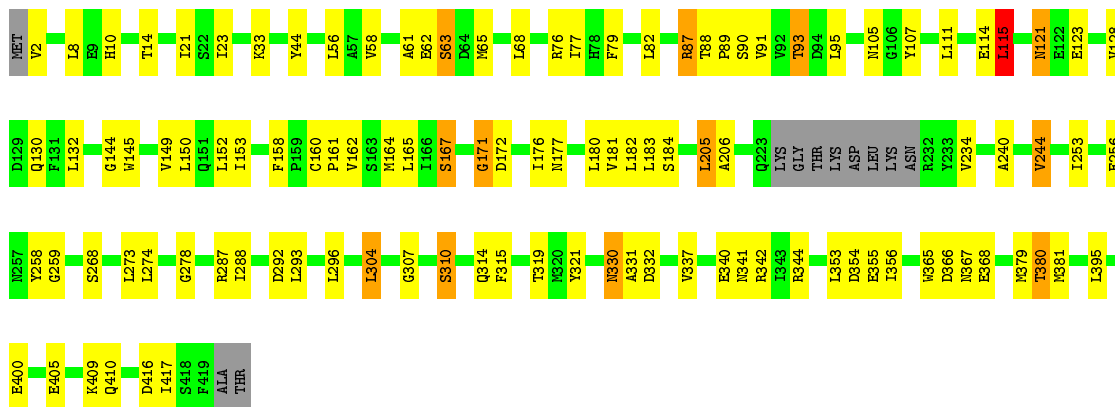 MET V2 L8 E9 H10 T14 I21 S22 I23 K33 Y44 L56 A57 V58 A61 E62 S63 D64 M65 L68 R76 I77 H78 F79 L82 R87 T88 P89 S90 V91 V92 T93 D94 L95 N105 G106 Y107 L111 E114 L115 N121 E122 E123
D129 Q130 F131 L132 G144 W145 V149 L150 Q151 L152 I153 F158 P159 C160 P161 V162 S163 M164 L165 I166 S167 G171 D172 I176 N177 L180 V181 L182 L183 S184 L205 A206 Q223 LYS GLY THR LYS ASP LEU LYS ASN R232 Y233 V234 A240 V244 I253
N257 Y258 G259 S268 L273 L274 G278 R287 I288 D292 L293 L296 L304 G307 S310 Q314 F315 T319 M320 Y321 N330 A331 D332 V337 E340 N341 R342 I343 R344 L353 D354 E355 I356 W365 D366 N367 E368 M379 T380 M381 L395
E400 E405 K409 Q410 D416 I417 S418 F419 ALA THR